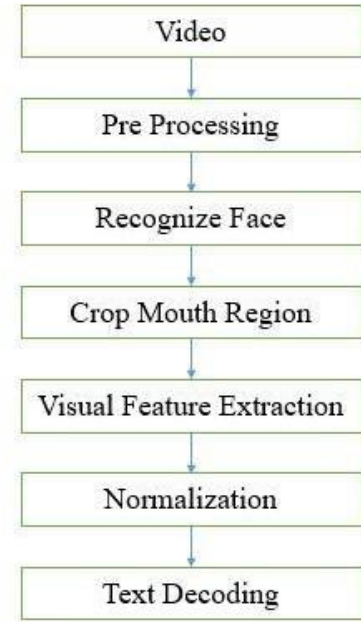 Video
Pre Processing
Recognize Face
Crop Mouth Region
Visual Feature Extraction
Normalization
Text Decoding